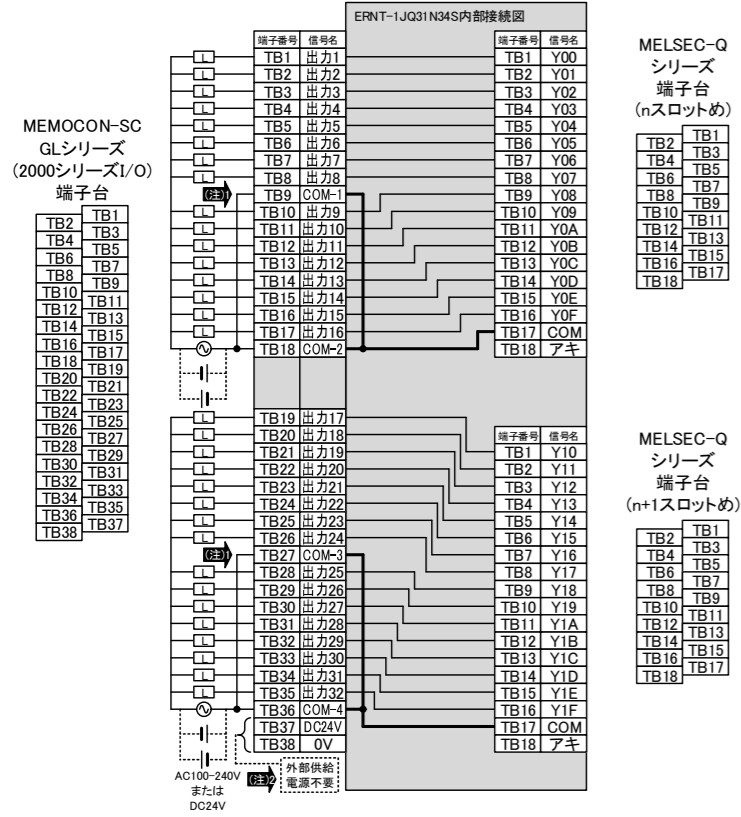 ERNT-1JQ31N34S内部接続図
MEMOCON-SC
GLシリーズ
(2000シリーズI/O)
端子台
TB1
TB2
TB3
TB4
TB5
TB6
TB7
TB8
TB9
TB10
TB11
TB12
TB13
TB14
TB15
TB16
TB17
TB18
TB19
TB20
TB21
TB22
TB23
TB24
TB25
TB26
TB27
TB28
TB29
TB30
TB31
TB32
TB33
TB34
TB35
TB36
TB37
TB38
端子番号 信号名 端子番号 信号名
L TB1 出力1 TB1 Y00
L TB2 出力2 TB2 Y01
L TB3 出力3 TB3 Y02
L TB4 出力4 TB4 Y03
L TB5 出力5 TB5 Y04
L TB6 出力6 TB6 Y05
L TB7 出力7 TB7 Y06
L TB8 出力8 TB8 Y07
(注)1 TB9 COM-1 TB9 Y08
L TB10 出力9 TB10 Y09
L TB11 出力10 TB11 Y0A
L TB12 出力11 TB12 Y0B
L TB13 出力12 TB13 Y0C
L TB14 出力13 TB14 Y0D
L TB15 出力14 TB15 Y0E
L TB16 出力15 TB16 Y0F
L TB17 出力16 TB17 COM
TB18 COM-2 TB18 アキ
L TB19 出力17
L TB20 出力18 端子番号 信号名
L TB21 出力19 TB1 Y10
L TB22 出力20 TB2 Y11
L TB23 出力21 TB3 Y12
L TB24 出力22 TB4 Y13
L TB25 出力23 TB5 Y14
L TB26 出力24 TB6 Y15
(注)1 TB27 COM-3 TB7 Y16
L TB28 出力25 TB8 Y17
L TB29 出力26 TB9 Y18
L TB30 出力27 TB10 Y19
L TB31 出力28 TB11 Y1A
L TB32 出力29 TB12 Y1B
L TB33 出力30 TB13 Y1C
L TB34 出力31 TB14 Y1D
L TB35 出力32 TB15 Y1E
TB36 COM-4 TB16 Y1F
TB37 DC24V TB17 COM
TB38 0V TB18 アキ
AC100-240V
または
DC24V
(注)2
外部供給
電源不要
MELSEC-Q
シリーズ
端子台
(nスロットめ)
TB1
TB2
TB3
TB4
TB5
TB6
TB7
TB8
TB9
TB10
TB11
TB12
TB13
TB14
TB15
TB16
TB17
TB18
MELSEC-Q
シリーズ
端子台
(n+1スロットめ)
TB1
TB2
TB3
TB4
TB5
TB6
TB7
TB8
TB9
TB10
TB11
TB12
TB13
TB14
TB15
TB16
TB17
TB18